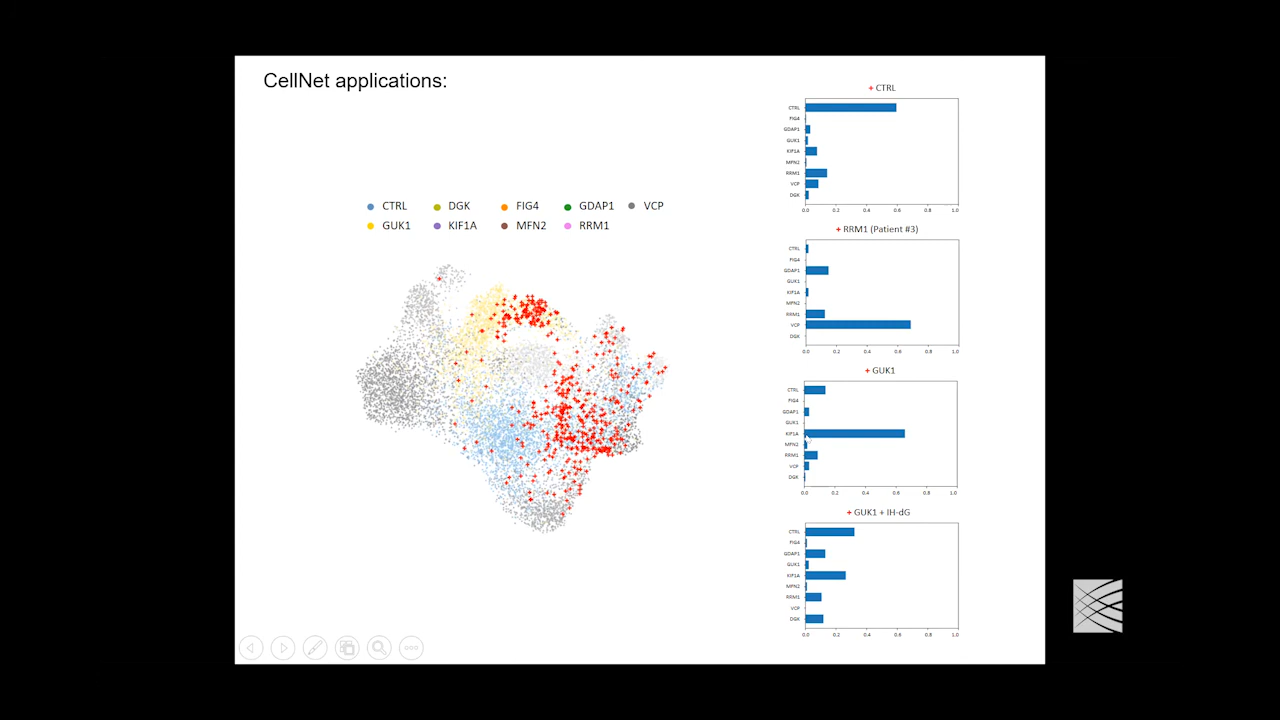 CellNet applications:
CTRL DGK FIG4 GDAP1 VCP
GUK1 KIF1A MFN2 RRM1
+ CTRL
CTRL
FIG4
GDAP1
GUK1
KIF1A
MFN2
RRM1
VCP
DGK
0.0 0.2 0.4 0.6 0.8 1.0
+ RRM1 (Patient #3)
CTRL
FIG4
GDAP1
GUK1
KIF1A
MFN2
RRM1
VCP
DGK
0.0 0.2 0.4 0.6 0.8 1.0
+ GUK1
CTRL
FIG4
GDAP1
GUK1
KIF1A
MFN2
RRM1
VCP
DGK
0.0 0.2 0.4 0.6 0.8 1.0
+ GUK1 + IH-dG
CTRL
FIG4
GDAP1
GUK1
KIF1A
MFN2
RRM1
VCP
DGK
0.0 0.2 0.4 0.6 0.8 1.0